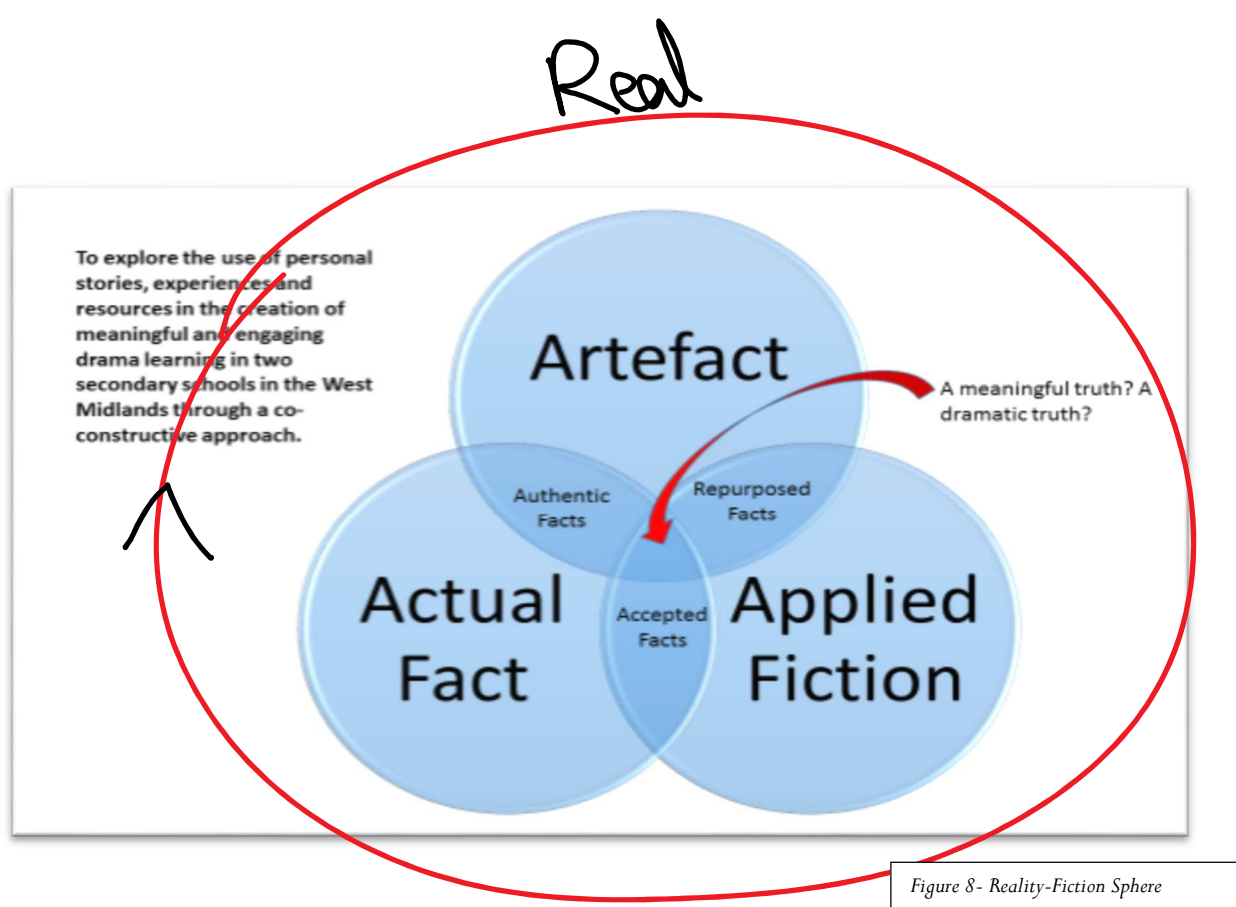 Real
To explore the use of personal
stories, experiences and
resources in the creation of
meaningful and engaging
drama learning in two
secondary schools in the West
Midlands through a co-
constructive approach.
Artefact
A meaningful truth? A
dramatic truth?
Authentic
Facts
Repurposed
Facts
Actual
Fact
Accepted
Facts
Applied
Fiction
Figure 8- Reality-Fiction Sphere